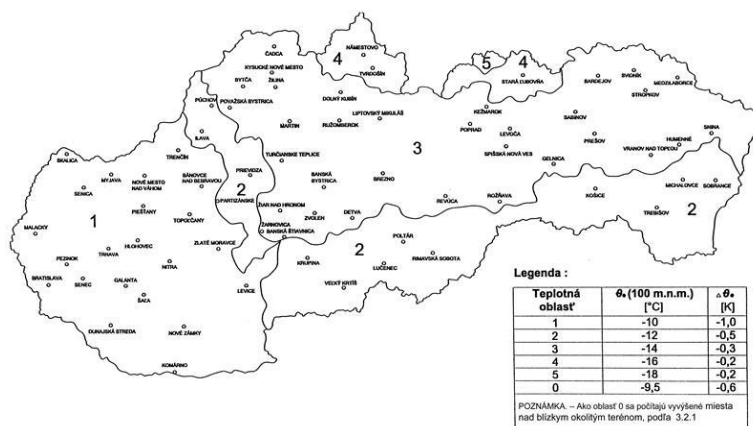 ČADCA
4
NÁMESTOVO
TVRDOŠÍN
5
4
STARÁ ĽUBOVŇA
KYSUCKÉ NOVÉ MESTO
BYTČA
ŽILINA
BARDEJOV
SVIDNÍK
MEDZILABORCE
STROPKOV
PÚCHOV
POVAŽSKÁ BYSTRICA
DOLNÝ KUBÍN
LIPTOVSKÝ MIKULÁŠ
KEŽMAROK
SABINOV
MARTIN
RUŽOMBEROK
POPRAD
LEVOČA
PREŠOV
HUMENNÉ
SNINA
ILAVA
3
SPIŠSKÁ NOVÁ VES
VRANOV NAD TOPĽOU
SKALICA
TRENČÍN
TURČIANSKE TEPLICE
GELNICA
MYJAVA
NOVÉ MESTO
NAD VÁHOM
BÁNOVCE
NAD BEBRAVOU
PRIEVIDZA
BANSKÁ
BYSTRICA
BREZNO
MICHALOVCE
SOBRANCE
SENICA
2
PARTIZÁNSKE
REVÚCA
ROŽŇAVA
KOŠICE
1
PIEŠŤANY
TOPOĽČANY
ŽIAR NAD HRONOM
ZVOLEN
DETVA
TREBIŠOV
2
MALACKY
ŽARNOVICA
BANSKÁ ŠTIAVNICA
HLOHOVEC
ZLATÉ MORAVCE
2
POLTÁR
PEZINOK
TRNAVA
NITRA
KRUPINA
LUČENEC
RIMAVSKÁ SOBOTA
BRATISLAVA
SENEC
GALANTA
ŠAĽA
LEVICE
VEĽKÝ KRTÍŠ
DUNAJSKÁ STREDA
NOVÉ ZÁMKY
KOMÁRNO
Legenda :
Teplotná θₑ (100 m.n.m.) △ θₑ
oblasť [°C] [K]
1 -10 -1,0
2 -12 -0,5
3 -14 -0,3
4 -16 -0,2
5 -18 -0,2
0 -9,5 -0,6
POZNÁMKA. – Ako oblasť 0 sa počítajú vyvýšené miesta
nad blízkym okolitým terénom, podľa 3.2.1